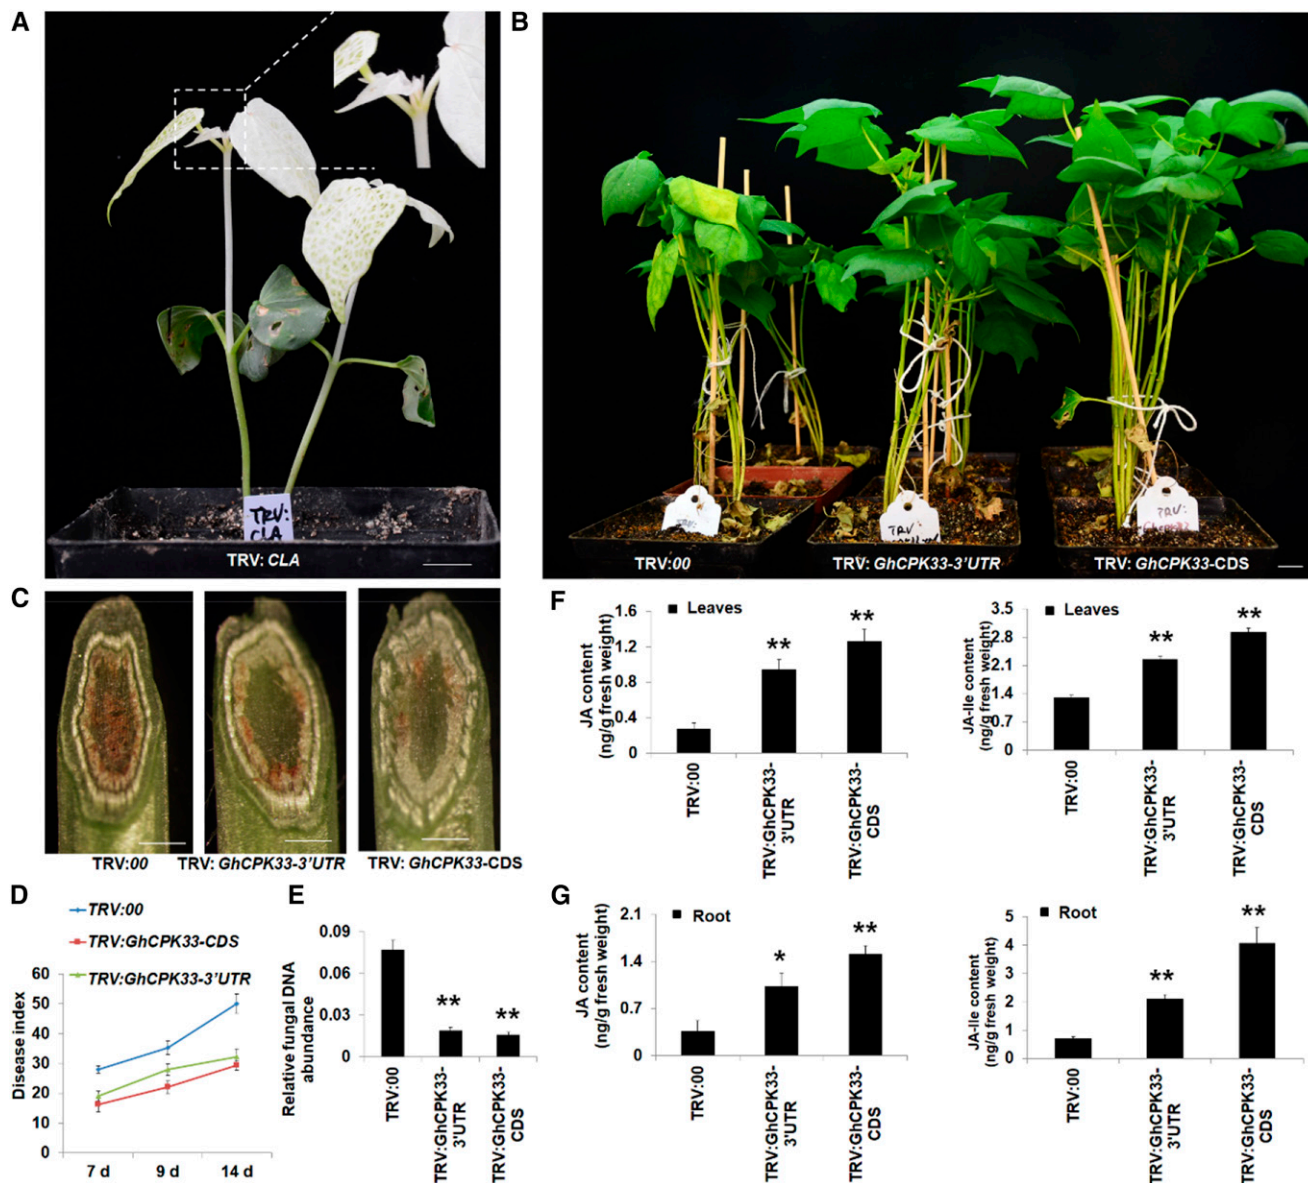 A
B
TRV:
CLA
TRV: CLA
TRV:00
TRV: GhCPK33-3'UTR
TRV: GhCPK33-CDS
TRV:
TRV:
C
TRV:00
TRV: GhCPK33-3'UTR
TRV: GhCPK33-CDS
D
TRV:00
TRV:GhCPK33-CDS
TRV:GhCPK33-3'UTR
Disease index
60
50
40
30
20
10
0
7 d
9 d
14 d
E
Relative fungal DNA
abundance
0.09
0.06
0.03
0
**
**
TRV:00
TRV:GhCPK33-
3'UTR
TRV:GhCPK33-
CDS
F
Leaves
JA content
(ng/g fresh weight)
1.6
1.2
0.8
0.4
0
**
**
TRV:00
TRV:GhCPK33-
3'UTR
TRV:GhCPK33-
CDS
Leaves
JA-Ile content
(ng/g fresh weight)
3.5
2.8
2.1
1.4
0.7
0
**
**
TRV:00
TRV:GhCPK33-
3'UTR
TRV:GhCPK33-
CDS
G
Root
JA content
(ng/g fresh weight)
2.1
1.4
0.7
0
*
**
TRV:00
TRV:GhCPK33-
3'UTR
TRV:GhCPK33-
CDS
Root
JA-Ile content
(ng/g fresh weight)
5
4
3
2
1
0
**
**
TRV:00
TRV:GhCPK33-
3'UTR
TRV:GhCPK33-
CDS